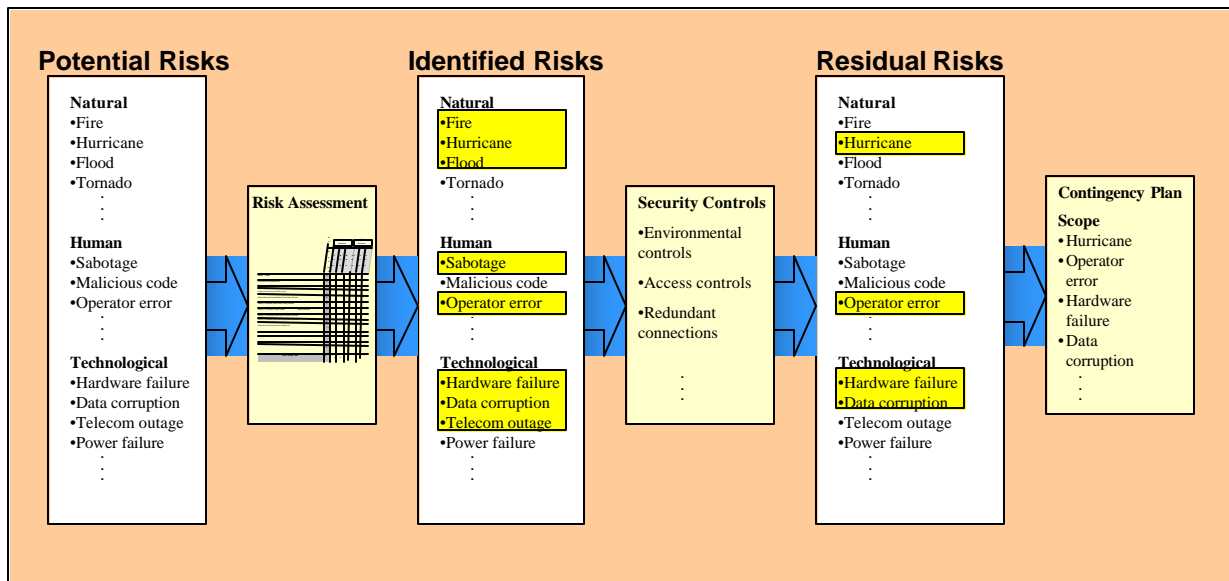 Potential Risks
Natural
•Fire
•Hurricane
•Flood
•Tornado
.
.
.
Human
•Sabotage
•Malicious code
•Operator error
.
.
.
Technological
•Hardware failure
•Data corruption
•Telecom outage
•Power failure
.
.
.
Risk Assessment
Identified Risks
Natural
•Fire
•Hurricane
•Flood
•Tornado
.
.
.
Human
•Sabotage
•Malicious code
•Operator error
.
.
.
Technological
•Hardware failure
•Data corruption
•Telecom outage
•Power failure
.
.
.
Security Controls
•Environmental
controls
•Access controls
•Redundant
connections
.
.
.
Residual Risks
Natural
•Fire
•Hurricane
•Flood
•Tornado
.
.
.
Human
•Sabotage
•Malicious code
•Operator error
.
.
.
Technological
•Hardware failure
•Data corruption
•Telecom outage
•Power failure
.
.
.
Contingency Plan
Scope
•Hurricane
•Operator
error
•Hardware
failure
•Data
corruption
.
.
.